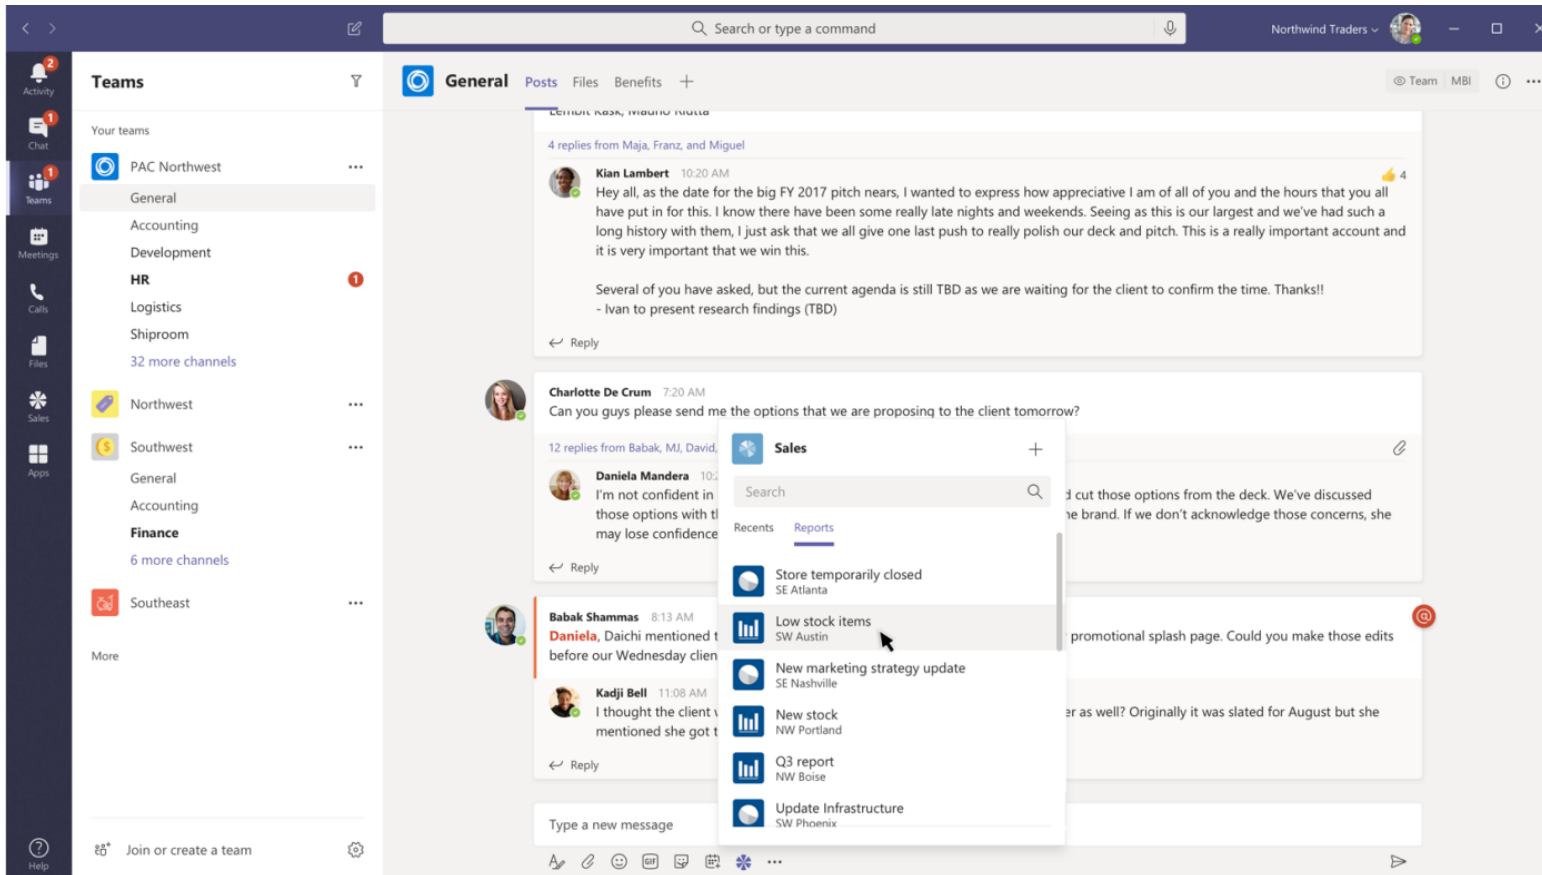 Search or type a command
Northwind Traders
2
Activity
1
Chat
1
Teams
Meetings
Calls
Files
Sales
Apps
Help
Teams
Your teams
PAC Northwest
General
Accounting
Development
HR 1
Logistics
Shiproom
32 more channels
Northwest
Southwest
General
Accounting
Finance
6 more channels
Southeast
More
Join or create a team
General Posts Files Benefits
Team MBI
Lembit Kask, Mauno Riutta
4 replies from Maja, Franz, and Miguel
Kian Lambert 10:20 AM
4
Hey all, as the date for the big FY 2017 pitch nears, I wanted to express how appreciative I am of all of you and the hours that you all
have put in for this. I know there have been some really late nights and weekends. Seeing as this is our largest and we've had such a
long history with them, I just ask that we all give one last push to really polish our deck and pitch. This is a really important account and
it is very important that we win this.
Several of you have asked, but the current agenda is still TBD as we are waiting for the client to confirm the time. Thanks!!
- Ivan to present research findings (TBD)
Reply
Charlotte De Crum 7:20 AM
Can you guys please send me the options that we are proposing to the client tomorrow?
12 replies from Babak, MJ, David,
Daniela Mandera 10:
I'm not confident in d cut those options from the deck. We've discussed
those options with t he brand. If we don't acknowledge those concerns, she
may lose confidence
Reply
Babak Shammas 8:13 AM
@
Daniela, Daichi mentioned t promotional splash page. Could you make those edits
before our Wednesday clien
Kadji Bell 11:08 AM
I thought the client er as well? Originally it was slated for August but she
mentioned she got t
Reply
Type a new message
GIF
Sales
Search
Recents Reports
Store temporarily closed
SE Atlanta
Low stock items
SW Austin
New marketing strategy update
SE Nashville
New stock
NW Portland
Q3 report
NW Boise
Update Infrastructure
SW Phoenix